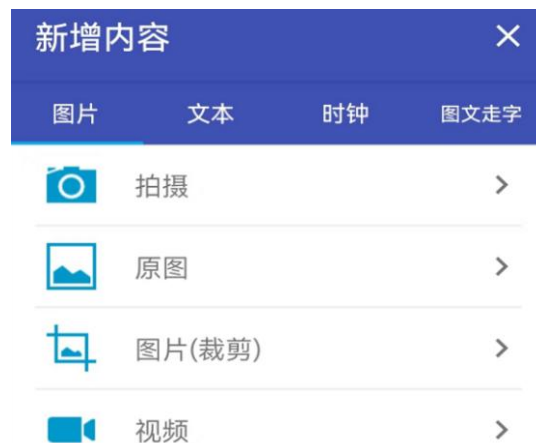 新增内容
图片 文本 时钟 图文走字
拍摄
原图
图片(裁剪)
视频